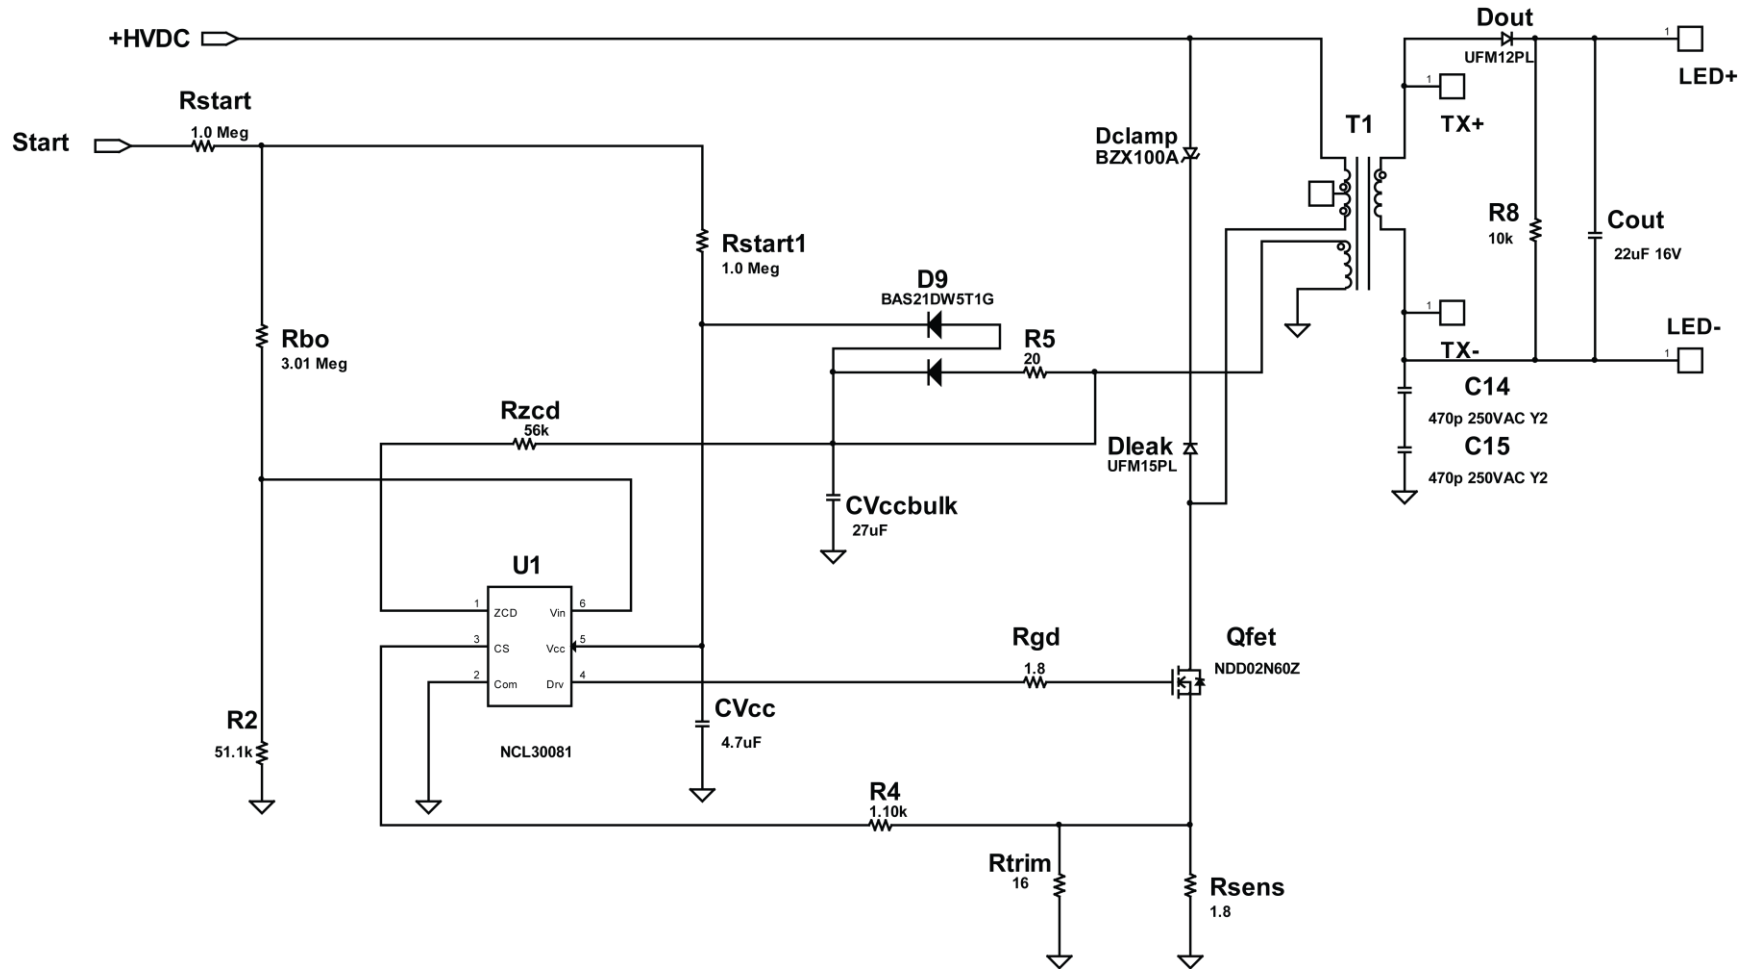 Dout
UFM12PL
+HVDC
1
LED+
Rstart
1.0 Meg
Start
1
TX+
T1
Dclamp
BZX100A
R8
10k
Cout
22uF 16V
Rstart1
1.0 Meg
D9
BAS21DW5T1G
R5
20
Rbo
3.01 Meg
1
TX-
LED-
1
C14
470p 250VAC Y2
Rzcd
56k
Dleak
UFM15PL
C15
470p 250VAC Y2
CVccbulk
27uF
U1
1 ZCD Vin 6
3 CS Vcc 5
2 Com Drv 4
NCL30081
Rgd
1.8
Qfet
NDD02N60Z
R2
51.1k
CVcc
4.7uF
R4
1.10k
Rtrim
16
Rsens
1.8